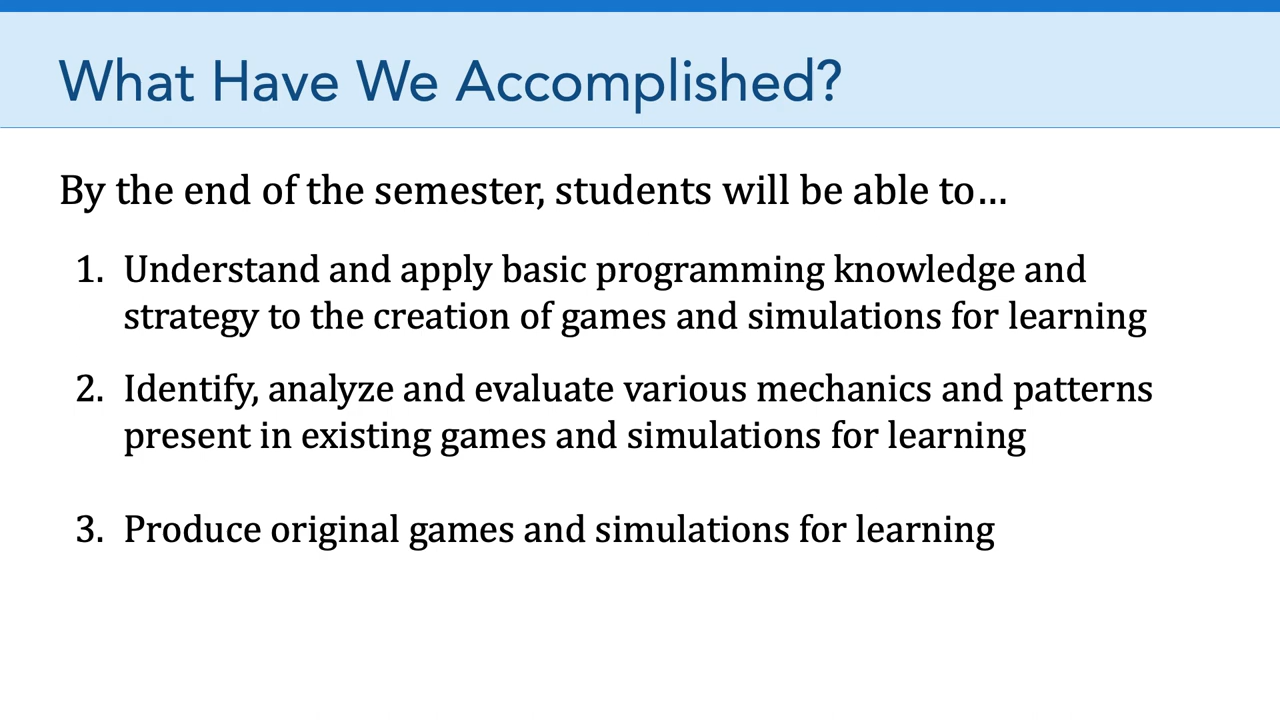 What Have We Accomplished?
By the end of the semester, students will be able to…
1. Understand and apply basic programming knowledge and
strategy to the creation of games and simulations for learning
2. Identify, analyze and evaluate various mechanics and patterns
present in existing games and simulations for learning
3. Produce original games and simulations for learning